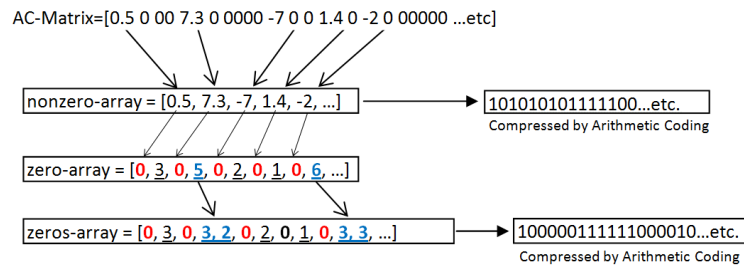 AC-Matrix=[0.5 0 00 7.3 0 0000 -7 0 0 1.4 0 -2 0 00000 ...etc]
nonzero-array = [0.5, 7.3, -7, 1.4, -2, ...]
101010101111100...etc.
Compressed by Arithmetic Coding
zero-array = [0, 3, 0, 5, 0, 2, 0, 1, 0, 6, ...]
zeros-array = [0, 3, 0, 3, 2, 0, 2, 0, 1, 0, 3, 3, ...]
100000111111000010...etc.
Compressed by Arithmetic Coding